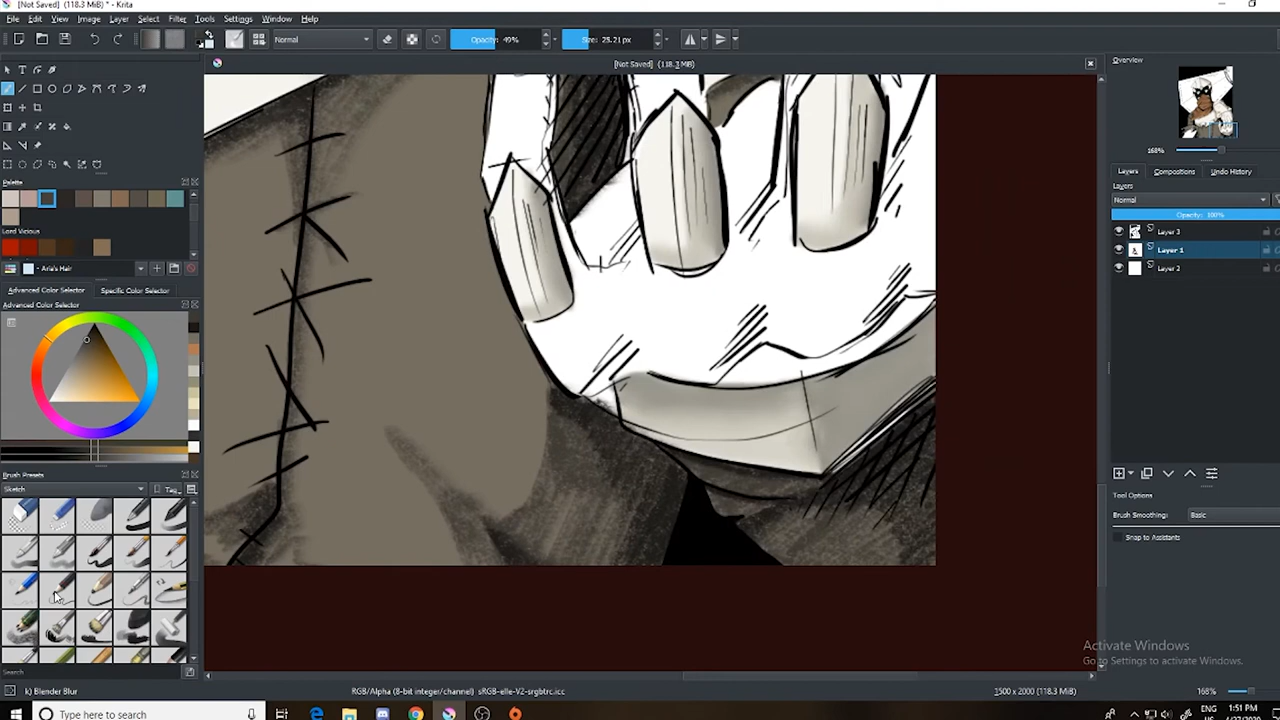 [Not Saved] (118.3 MiB) * - Krita
File Edit View Image Layer Select Filter Tools Settings Window Help
Normal Opacity: 49% Size: 25.21 px
[Not Saved] (118.3 MiB)
Overview
168%
Layers Compositions Undo History
Layers
Normal
Opacity: 100%
Layer 3
Layer 1
Layer 2
Tool Options
Brush Smoothing: Basic
Snap to Assistants
Palette
Lord Vicious
Aria's Hair
Advanced Color Selector Specific Color Selector
Advanced Color Selector
Brush Presets
Sketch Tag
Search
Activate Windows
Go to Settings to activate Windows.
k) Blender Blur RGB/Alpha (8-bit integer/channel) sRGB-elle-V2-srgbtrc.icc 1500 x 2000 (118.3 MiB) 168%
Type here to search ENG 1:51 PM